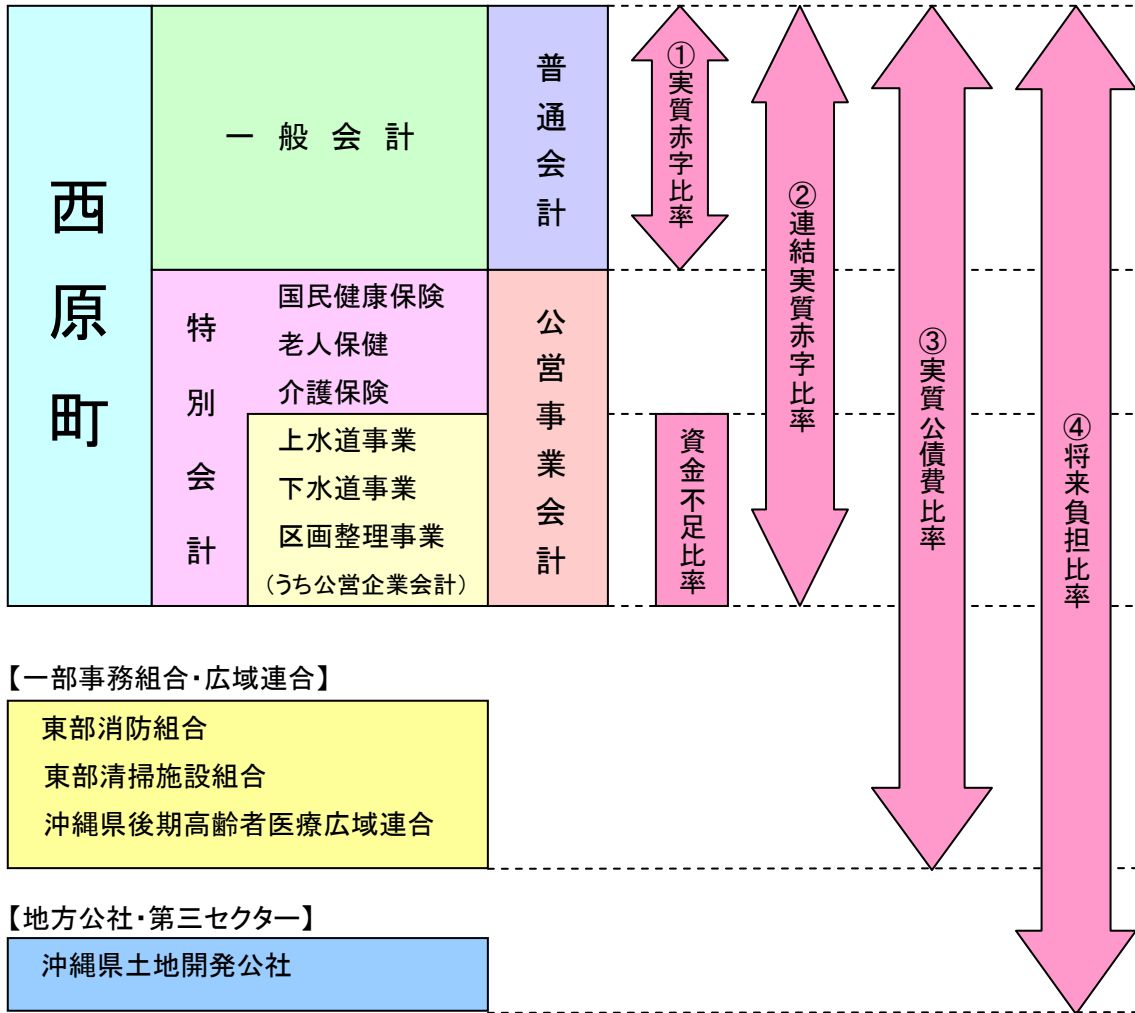 西原町
一般会計
普通会計
特別会計
国民健康保険
老人保健
介護保険
上水道事業
下水道事業
区画整理事業
(うち公営企業会計)
公営事業会計
①実質赤字比率
資金不足比率
②連結実質赤字比率
③実質公債費比率
④将来負担比率
【一部事務組合・広域連合】
東部消防組合
東部清掃施設組合
沖縄県後期高齢者医療広域連合
【地方公社・第三セクター】
沖縄県土地開発公社